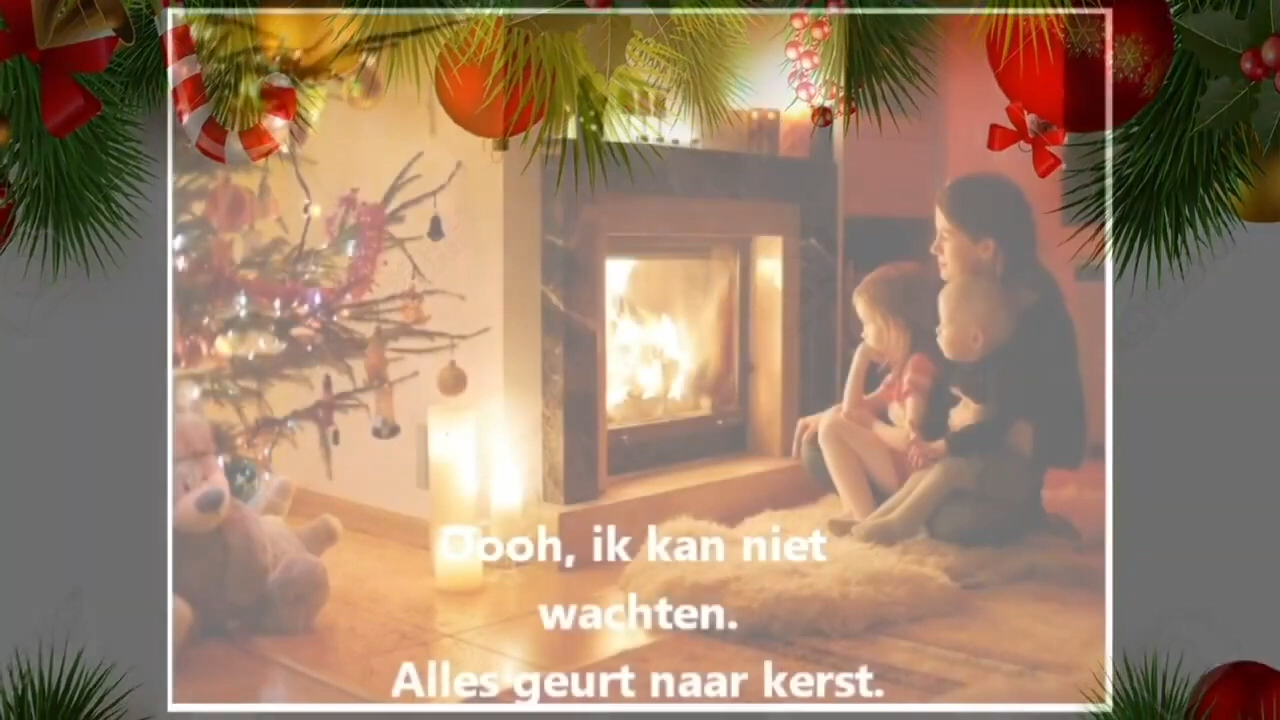 Oooh, ik kan niet
wachten.
Alles geurt naar kerst.